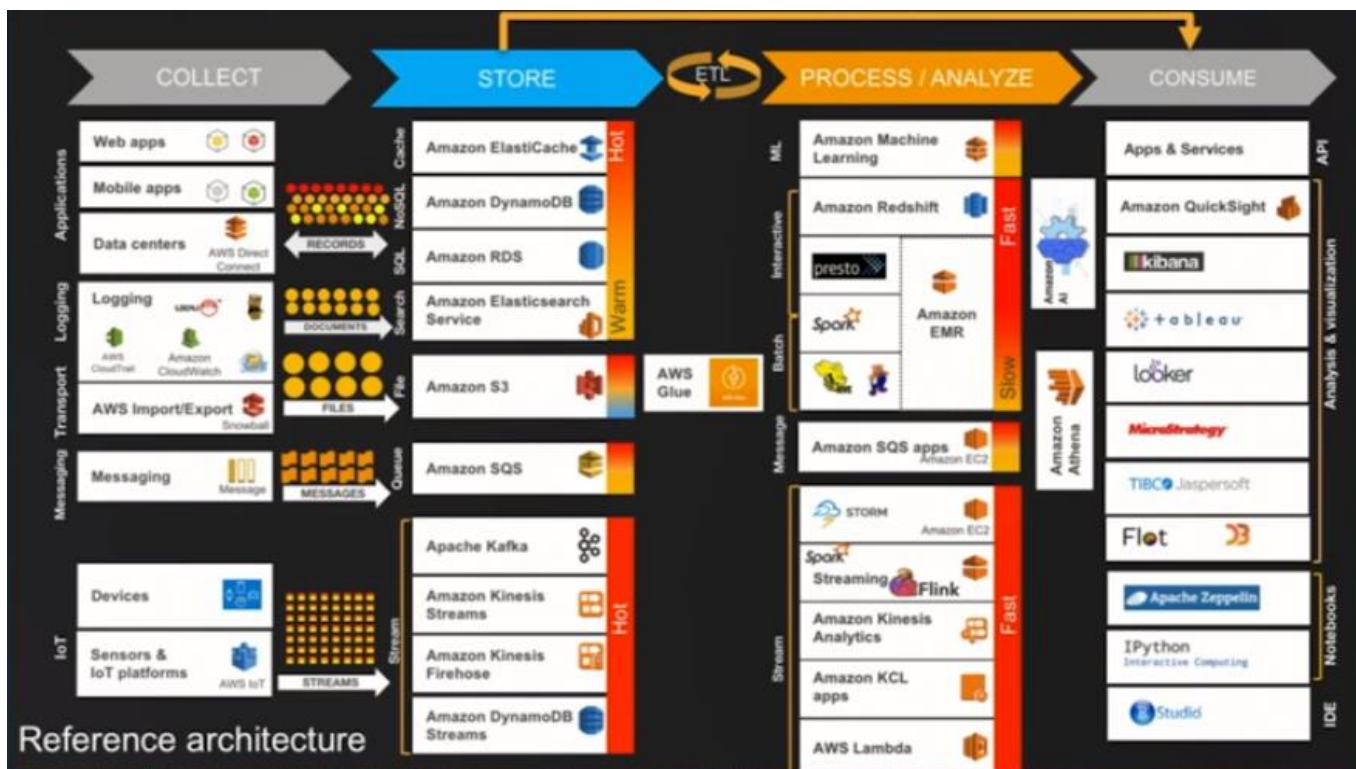 COLLECT
STORE
ETL
PROCESS / ANALYZE
CONSUME
Applications
Web apps
Mobile apps
Data centers
AWS Direct
Connect
Logging
Logging
AWS
CloudTrail
Amazon
CloudWatch
Transport
AWS Import/Export
Snowball
Messaging
Messaging
Message
IoT
Devices
Sensors &
IoT platforms
AWS IoT
RECORDS
DOCUMENTS
FILES
MESSAGES
STREAMS
Cache
NoSQL
SQL
Search
File
Queue
Stream
Amazon ElastiCache
Amazon DynamoDB
Amazon RDS
Amazon Elasticsearch
Service
Hot
Warm
Amazon S3
Amazon SQS
Apache Kafka
Amazon Kinesis
Streams
Amazon Kinesis
Firehose
Amazon DynamoDB
Streams
Hot
AWS
Glue
ML
Interactive
Batch
Message
Stream
Amazon Machine
Learning
Amazon Redshift
presto
Spark
Amazon
EMR
Fast
Slow
Amazon SQS apps
Amazon EC2
STORM
Amazon EC2
Spark
Streaming
Flink
Amazon Kinesis
Analytics
Amazon KCL
apps
AWS Lambda
Fast
Amazon
AI
Amazon
Athena
Apps & Services
Amazon QuickSight
kibana
+ableau
looker
MicroStrategy
TIBCO Jaspersoft
Flot
D3
Apache Zeppelin
IPython
Interactive Computing
R Studio
API
Analysis & visualization
Notebooks
IDE
Reference architecture